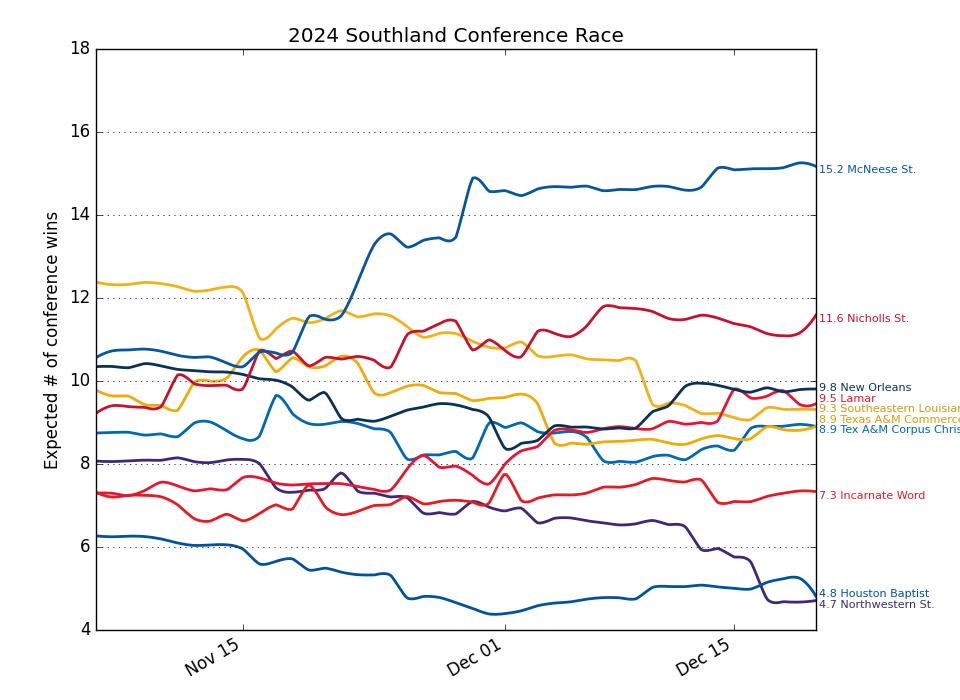 2024 Southland Conference Race
Expected # of conference wins
18
16
14
12
10
8
6
4
Nov 15
Dec 01
Dec 15
15.2 McNeese St.
11.6 Nicholls St.
9.8 New Orleans
9.5 Lamar
9.3 Southeastern Louisian
8.9 Texas A&M Commerce
8.9 Tex A&M Corpus Chris
7.3 Incarnate Word
4.8 Houston Baptist
4.7 Northwestern St.